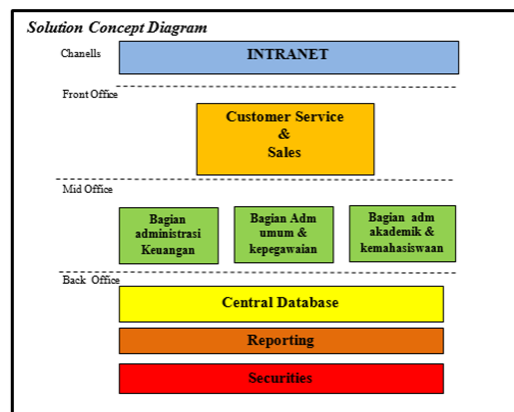 Solution Concept Diagram
Chanells
INTRANET
Front Office
Customer Service
&
Sales
Mid Office
Bagian
administrasi
Keuangan
Bagian Adm
umum &
kepegawaian
Bagian adm
akademik &
kemahasiswaan
Back Office
Central Database
Reporting
Securities